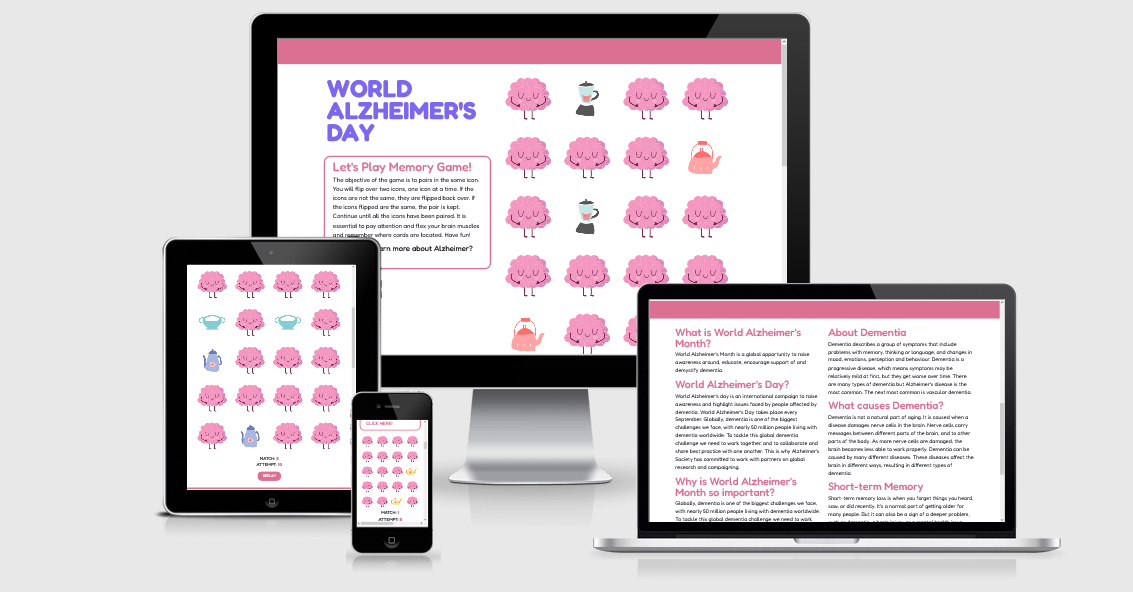 WORLD
ALZHEIMER'S
DAY
Let's Play Memory Game!
The objective of the game is to pairs in the same icon.
You will flip over two icons, one icon at a time. If the
icons are not the same, they are flipped back over. If
the icons flipped are the same, the pair is kept.
Continue until all the icons have been paired. It is
essential to pay attention and flex your brain muscles
and remember where cards are located. Have fun!
arn more about Alzheimer?
MATCH: 3
ATTEMPT:
REPLAY
CLICK HERE!
MATCH: 1
ATTEMPT: 8
What is World Alzheimer's
Month?
World Alzheimer's Month is a global opportunity to raise
awareness around, educate, encourage support of and
demystify dementia.
World Alzheimer's Day?
World Alzheimer's day is an international campaign to raise
awareness and highlight issues faced by people affected by
dementia. World Alzheimer's Day takes place every
September. Globally, dementia is one of the biggest
challenges we face, with nearly 50 million people living with
dementia worldwide. To tackle this global dementia
challenge we need to work together, and to collaborate and
share best practice with one another. This is why Alzheimer's
Society has committed to work with partners on global
research and campaigning.
Why is World Alzheimer's
Month so important?
Globally, dementia is one of the biggest challenges we face,
with nearly 50 million people living with dementia worldwide.
To tackle this global dementia challenge we need to work
About Dementia
Dementia describes a group of symptoms that include
problems with memory, thinking or language, and changes in
mood, emotions, perception and behaviour. Dementia is a
progressive disease, which means symptoms may be
relatively mild at first, but they get worse over time. There
are many types of dementia but Alzheimer's disease is the
most common. The next most common is vascular dementia.
What causes Dementia?
Dementia is not a natural part of aging. It is caused when a
disease damages nerve cells in the brain. Nerve cells carry
messages between different parts of the brain, and to other
parts of the body. As more nerve cells are damaged, the
brain becomes less able to work properly. Dementia can be
caused by many different diseases. These diseases affect the
brain in different ways, resulting in different types of
dementia.
Short-term Memory
Short-term memory loss is when you forget things you heard,
saw, or did recently. It's a normal part of getting older for
many people. But it can also be a sign of a deeper problem,